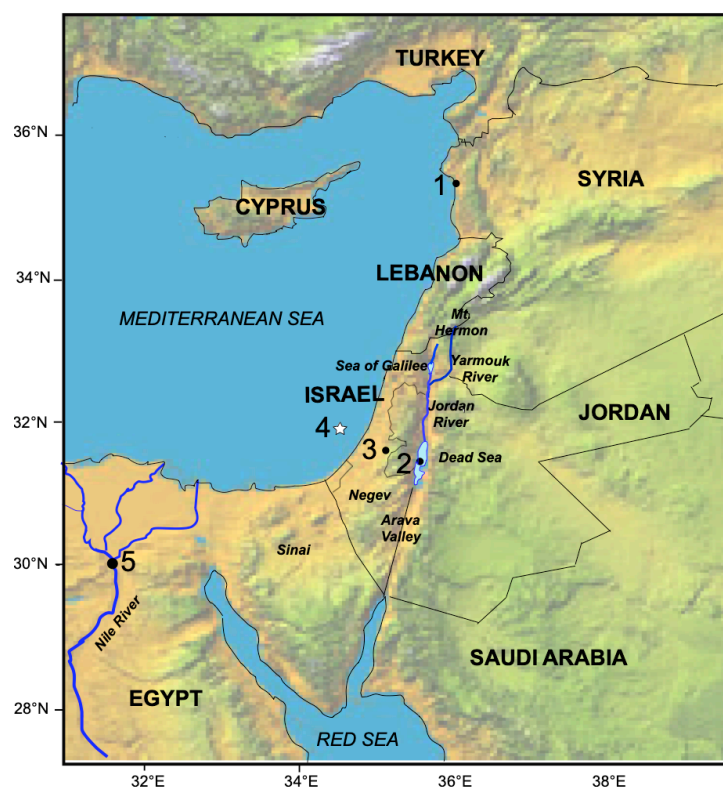 TURKEY
36°N
1
SYRIA
CYPRUS
34°N
LEBANON
MEDITERRANEAN SEA
Mt.
Hermon
Sea of Galilee
Yarmouk
River
ISRAEL
32°N
4
Jordan
River
JORDAN
3
2
Dead Sea
Negev
Arava
Valley
Sinai
30°N
5
Nile River
SAUDI ARABIA
EGYPT
28°N
RED SEA
32°E
34°E
36°E
38°E